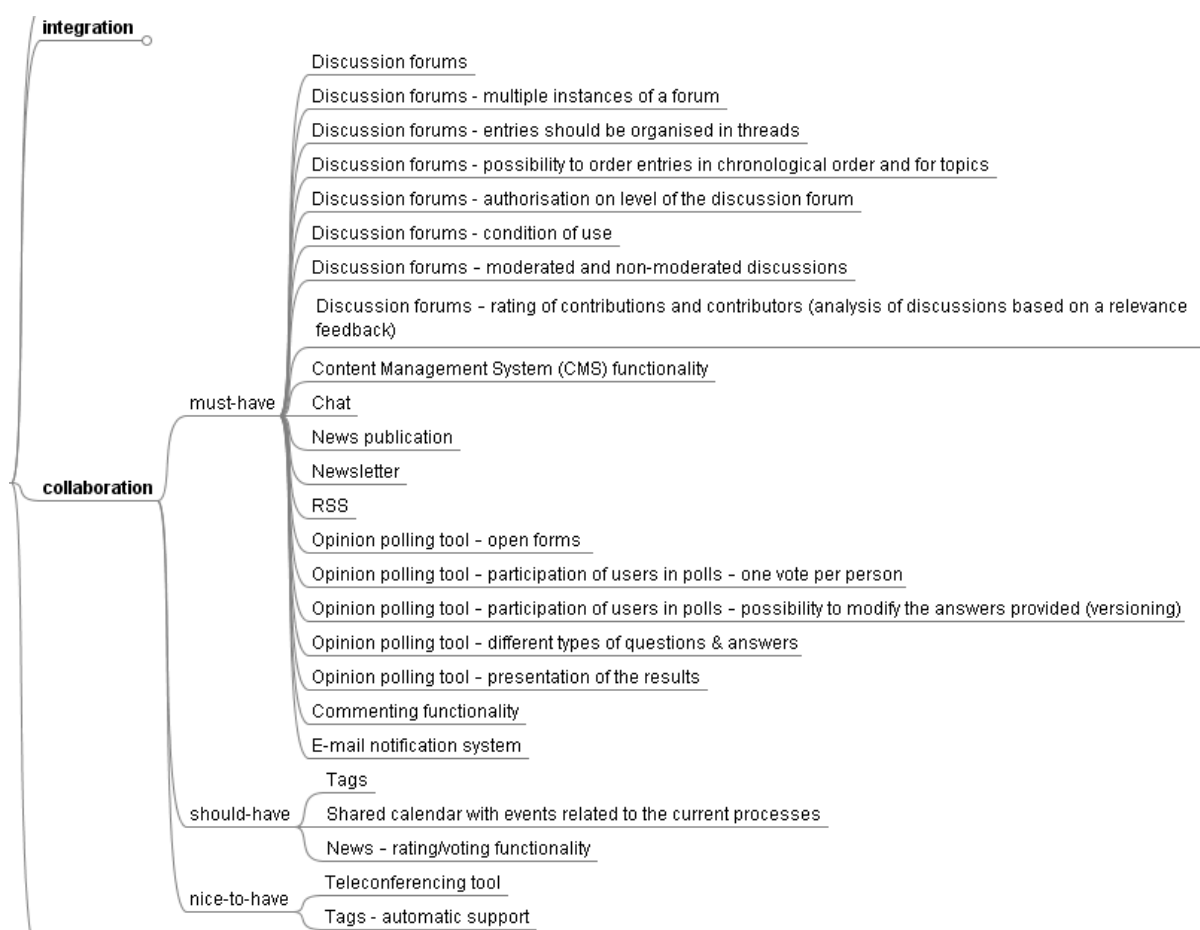 integration
Discussion forums
Discussion forums - multiple instances of a forum
Discussion forums - entries should be organised in threads
Discussion forums - possibility to order entries in chronological order and for topics
Discussion forums - authorisation on level of the discussion forum
Discussion forums - condition of use
Discussion forums – moderated and non-moderated discussions
Discussion forums – rating of contributions and contributors (analysis of discussions based on a relevance
feedback)
Content Management System (CMS) functionality
must-have
Chat
News publication
Newsletter
collaboration
RSS
Opinion polling tool – open forms
Opinion polling tool – participation of users in polls – one vote per person
Opinion polling tool – participation of users in polls – possibility to modify the answers provided (versioning)
Opinion polling tool – different types of questions & answers
Opinion polling tool – presentation of the results
Commenting functionality
E-mail notification system
Tags
should-have
Shared calendar with events related to the current processes
News – rating/voting functionality
nice-to-have
Teleconferencing tool
Tags - automatic support